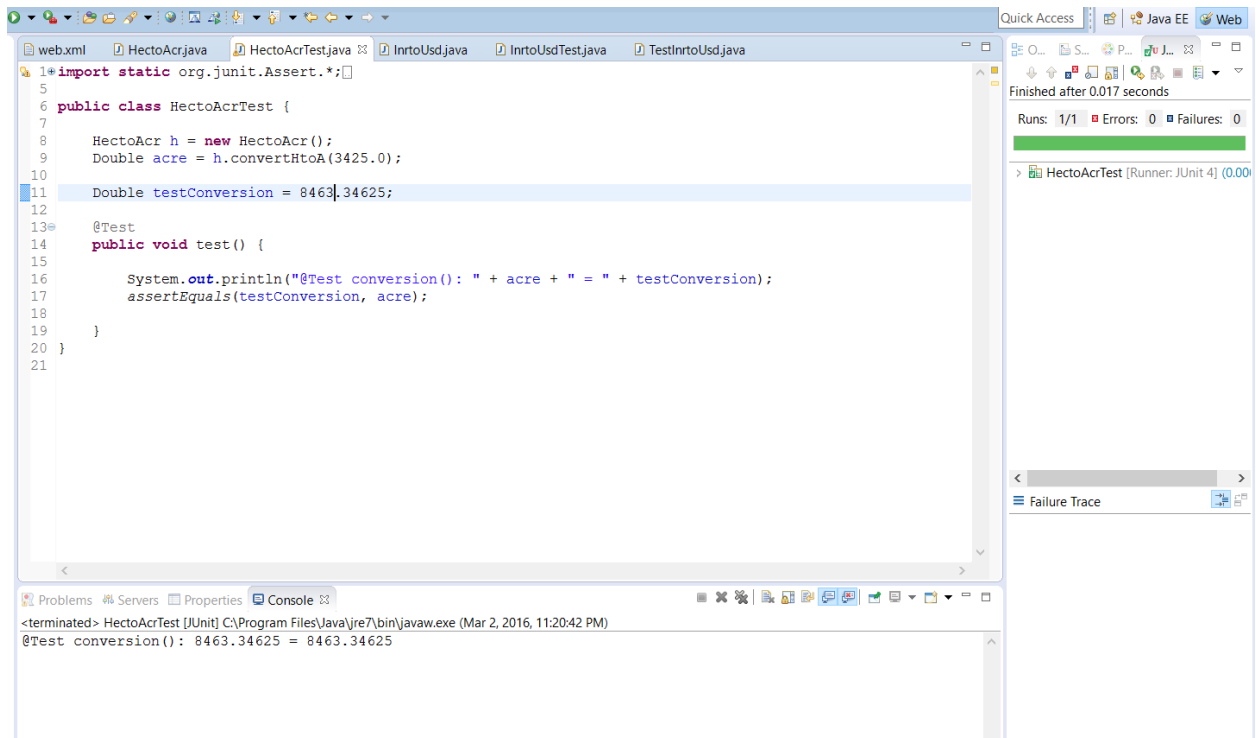 Quick Access
Java EE
Web
web.xml
HectoAcr.java
HectoAcrTest.java
InrtoUsd.java
InrtoUsdTest.java
TestInrtoUsd.java
1 import static org.junit.Assert.*;
5
6 public class HectoAcrTest {
7
8 HectoAcr h = new HectoAcr();
9 Double acre = h.convertHtoA(3425.0);
10
11 Double testConversion = 8463.34625;
12
13 @Test
14 public void test() {
15
16 System.out.println("@Test conversion(): " + acre + " = " + testConversion);
17 assertEquals(testConversion, acre);
18
19 }
20 }
21
O...
S...
P...
J...
Finished after 0.017 seconds
Runs: 1/1 Errors: 0 Failures: 0
HectoAcrTest [Runner: JUnit 4] (0.00
Failure Trace
Problems Servers Properties Console
<terminated> HectoAcrTest [JUnit] C:\Program Files\Java\jre7\bin\javaw.exe (Mar 2, 2016, 11:20:42 PM)
@Test conversion(): 8463.34625 = 8463.34625